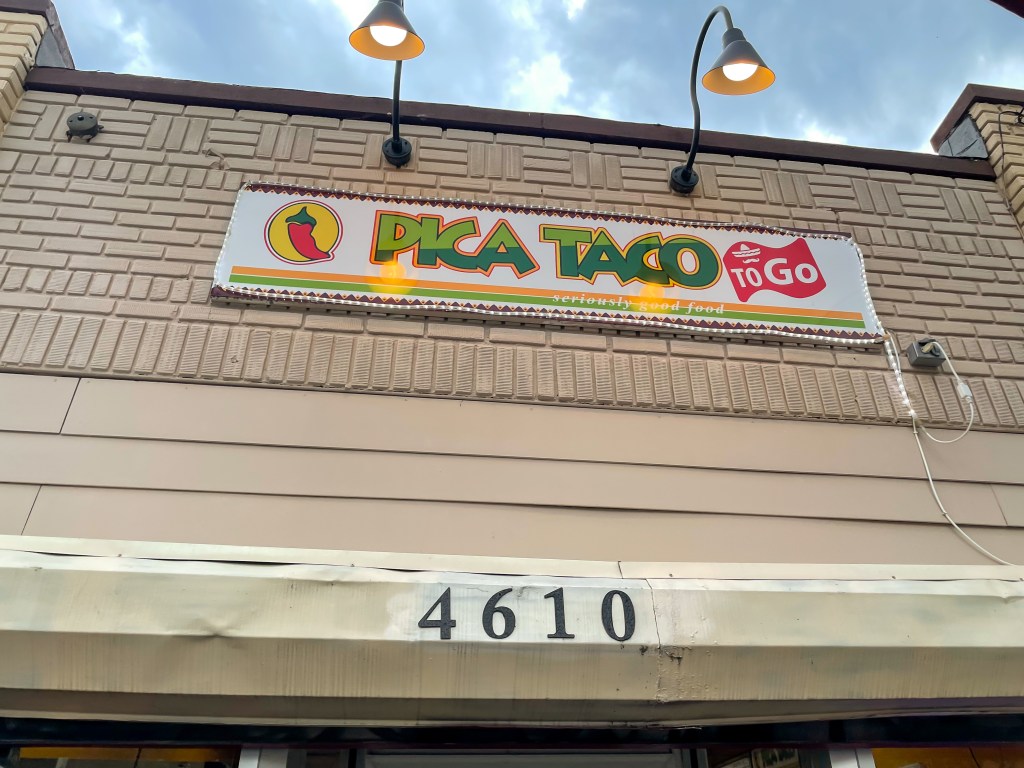 PICA TACO TO GO
seriously good food
4610